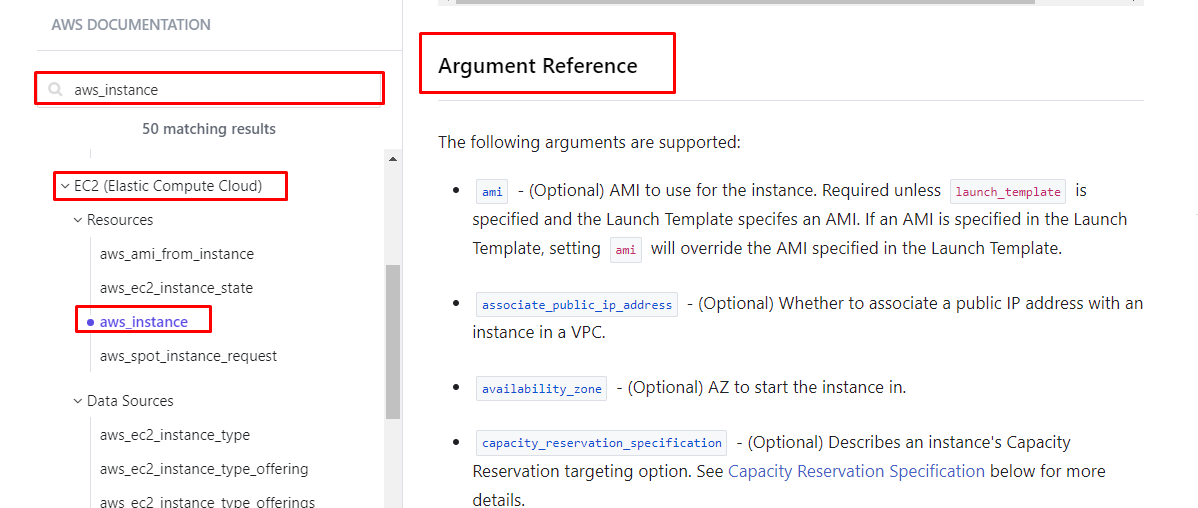 AWS DOCUMENTATION
aws_instance
50 matching results
EC2 (Elastic Compute Cloud)
Resources
aws_ami_from_instance
aws_ec2_instance_state
aws_instance
aws_spot_instance_request
Data Sources
aws_ec2_instance_type
aws_ec2_instance_type_offering
aws_ec2_instance_type_offerings
Argument Reference
The following arguments are supported:
ami - (Optional) AMI to use for the instance. Required unless launch_template is
specified and the Launch Template specifes an AMI. If an AMI is specified in the Launch
Template, setting ami will override the AMI specified in the Launch Template.
associate_public_ip_address - (Optional) Whether to associate a public IP address with an
instance in a VPC.
availability_zone - (Optional) AZ to start the instance in.
capacity_reservation_specification - (Optional) Describes an instance's Capacity
Reservation targeting option. See Capacity Reservation Specification below for more
details.